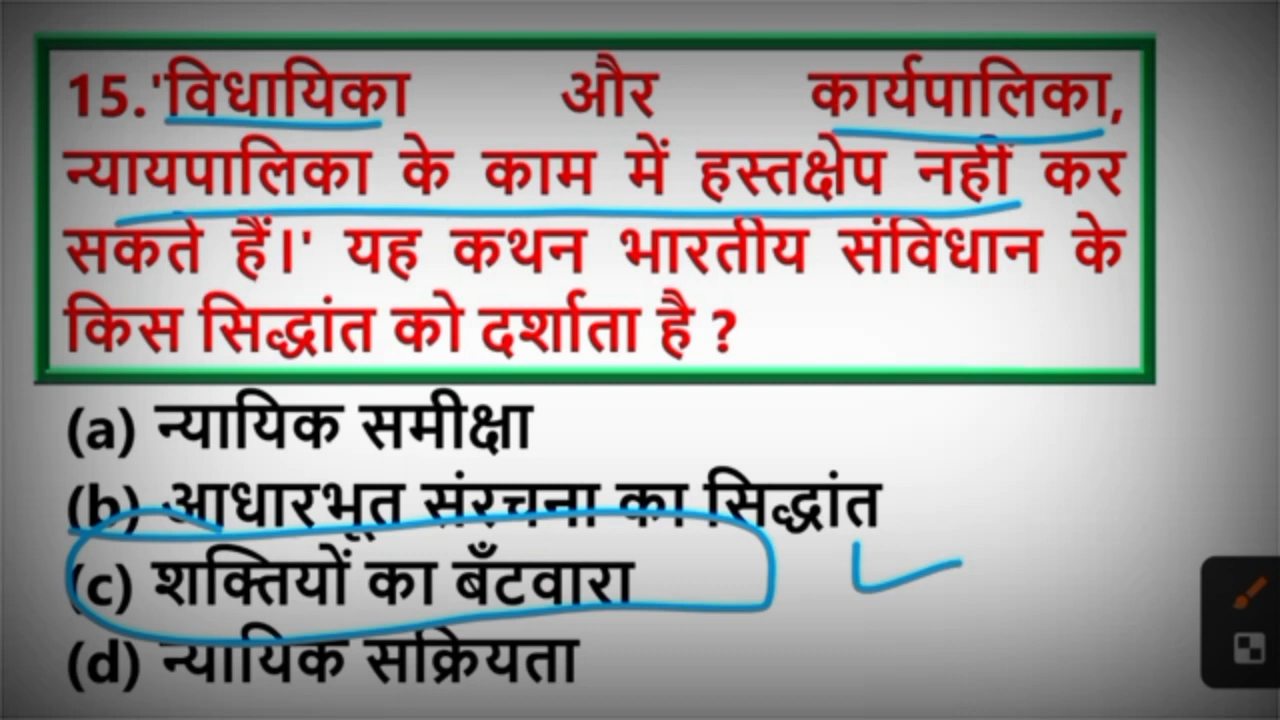 15.'विधायिका और कार्यपालिका,
न्यायपालिका के काम में हस्तक्षेप नहीं कर
सकते हैं।' यह कथन भारतीय संविधान के
किस सिद्धांत को दर्शाता है ?
(a) न्यायिक समीक्षा
(b) आधारभूत संरचना का सिद्धांत
(c) शक्तियों का बँटवारा
(d) न्यायिक सक्रियता